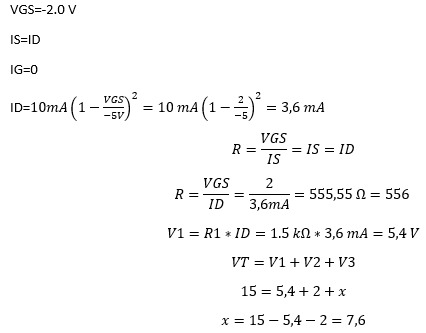 VGS=-2.0 V
IS=ID
IG=0
ID=10mA(1−VGS/−5V)^2 = 10 mA(1−2/−5)^2 = 3,6 mA
R = VGS/IS = IS = ID
R = VGS/ID = 2/3,6mA = 555,55 Ω = 556
V1 = R1 ∗ ID = 1.5 kΩ ∗ 3,6 mA = 5,4 V
VT = V1 + V2 + V3
15 = 5,4 + 2 + x
x = 15 − 5,4 − 2 = 7,6